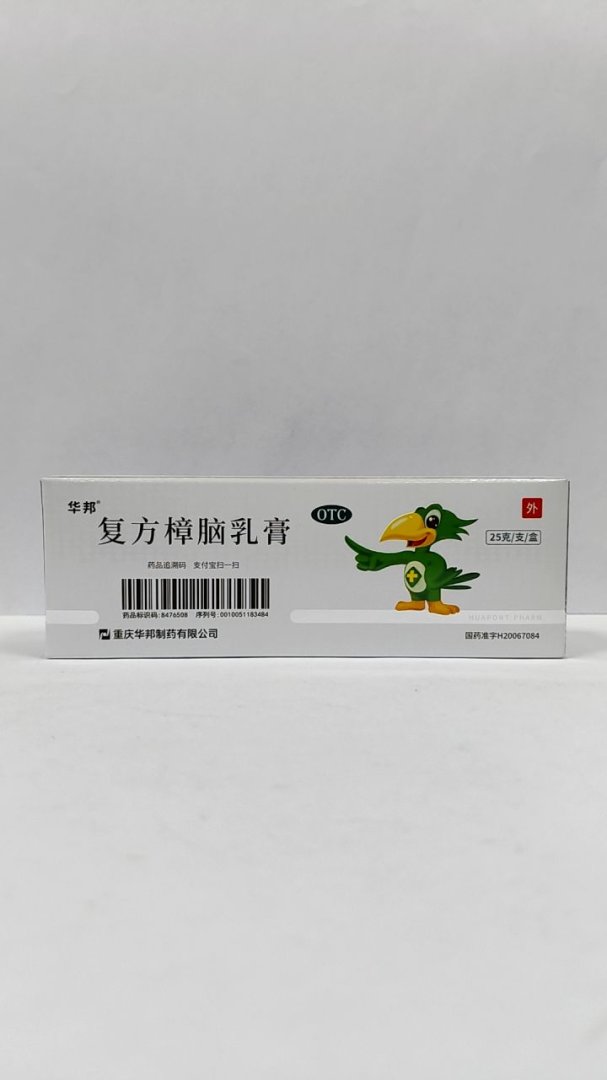 华邦®
复方樟脑乳膏
OTC
外
25克/支/盒
药品追溯码 支付宝扫一扫
药品标识码:8476508 序列号:0010051183484
HUAPONT PHARM
重庆华邦制药有限公司
国药准字H20067084